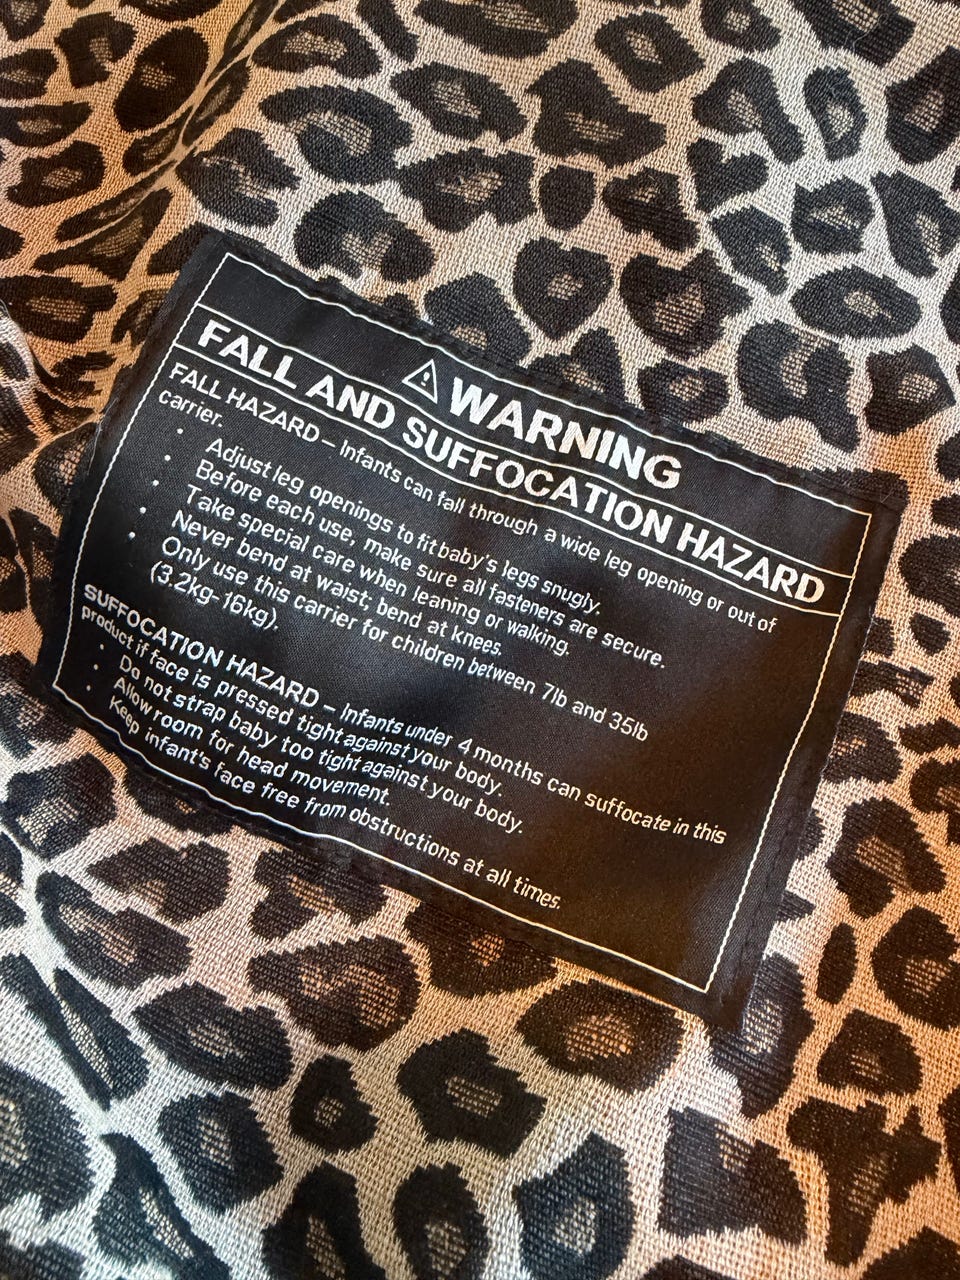 ⚠ WARNING
FALL AND SUFFOCATION HAZARD
FALL HAZARD – Infants can fall through a wide leg opening or out of
carrier.
• Adjust leg openings to fit baby's legs snugly.
• Before each use, make sure all fasteners are secure.
• Take special care when leaning or walking.
• Never bend at waist; bend at knees.
• Only use this carrier for children between 7lb and 35lb
(3.2kg-16kg).
SUFFOCATION HAZARD – Infants under 4 months can suffocate in this
product if face is pressed tight against your body.
• Do not strap baby too tight against your body.
• Allow room for head movement.
• Keep infant's face free from obstructions at all times.